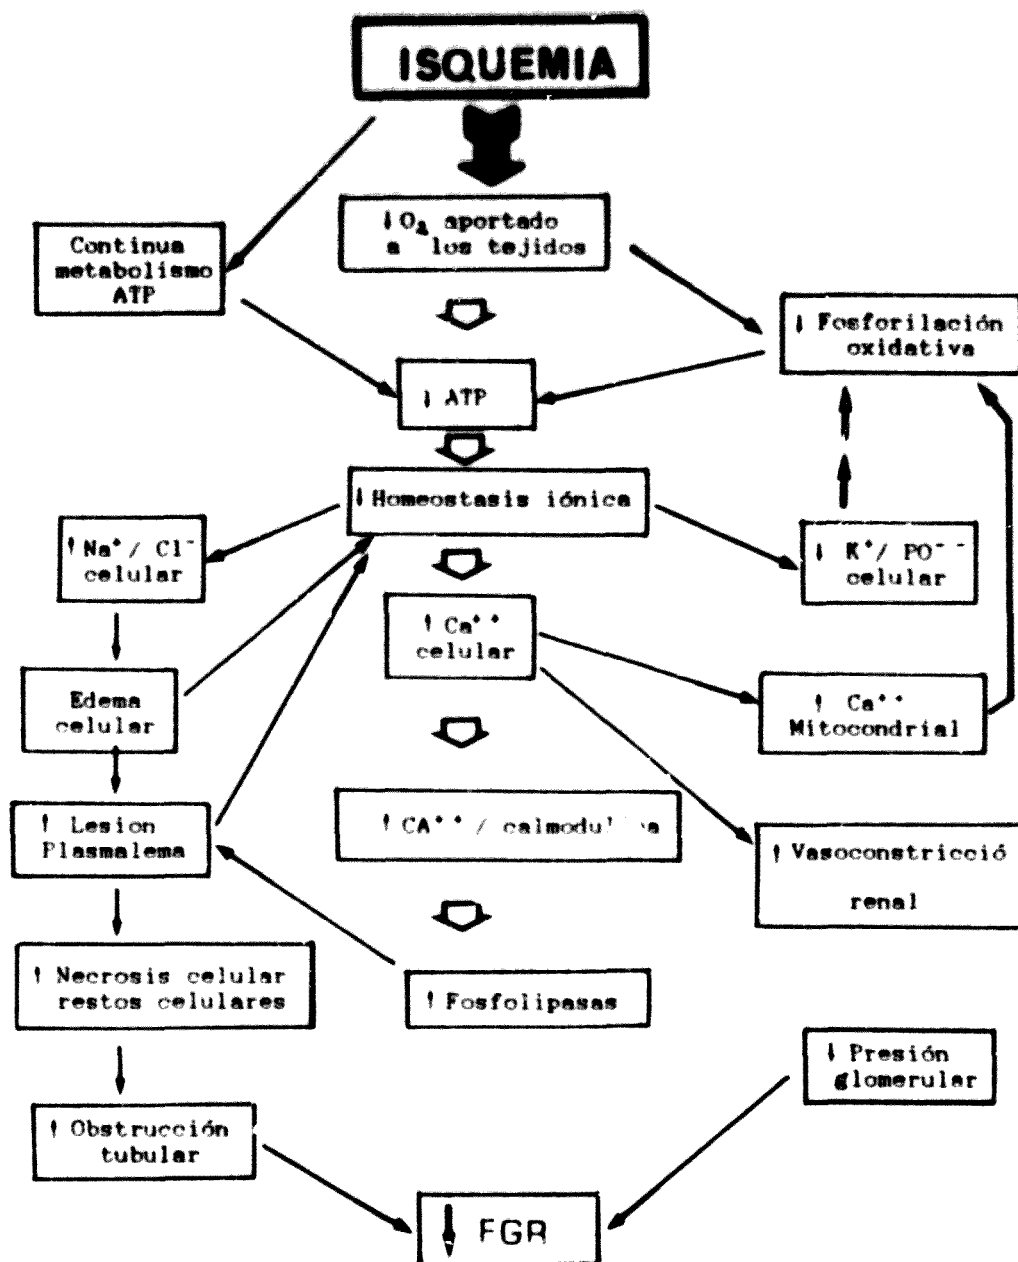 ISQUEMIA
↓O₂ aportado
a los tejidos
Continua
metabolismo
ATP
↓ Fosforilación
oxidativa
↓ ATP
↓Homeostasis iónica
↑Na⁺/ Cl⁻
celular
↓ K⁺/ PO⁻⁻
celular
↑ Ca⁺⁺
celular
Edema
celular
↑ Ca⁺⁺
Mitocondrial
↑ Lesion
Plasmalema
↑ CA⁺⁺/
↑ Vasoconstricció
renal
↑ Necrosis celular
restos celulares
↑ Fosfolipasas
↓ Presión
glomerular
↑ Obstrucción
tubular
↓ FGR